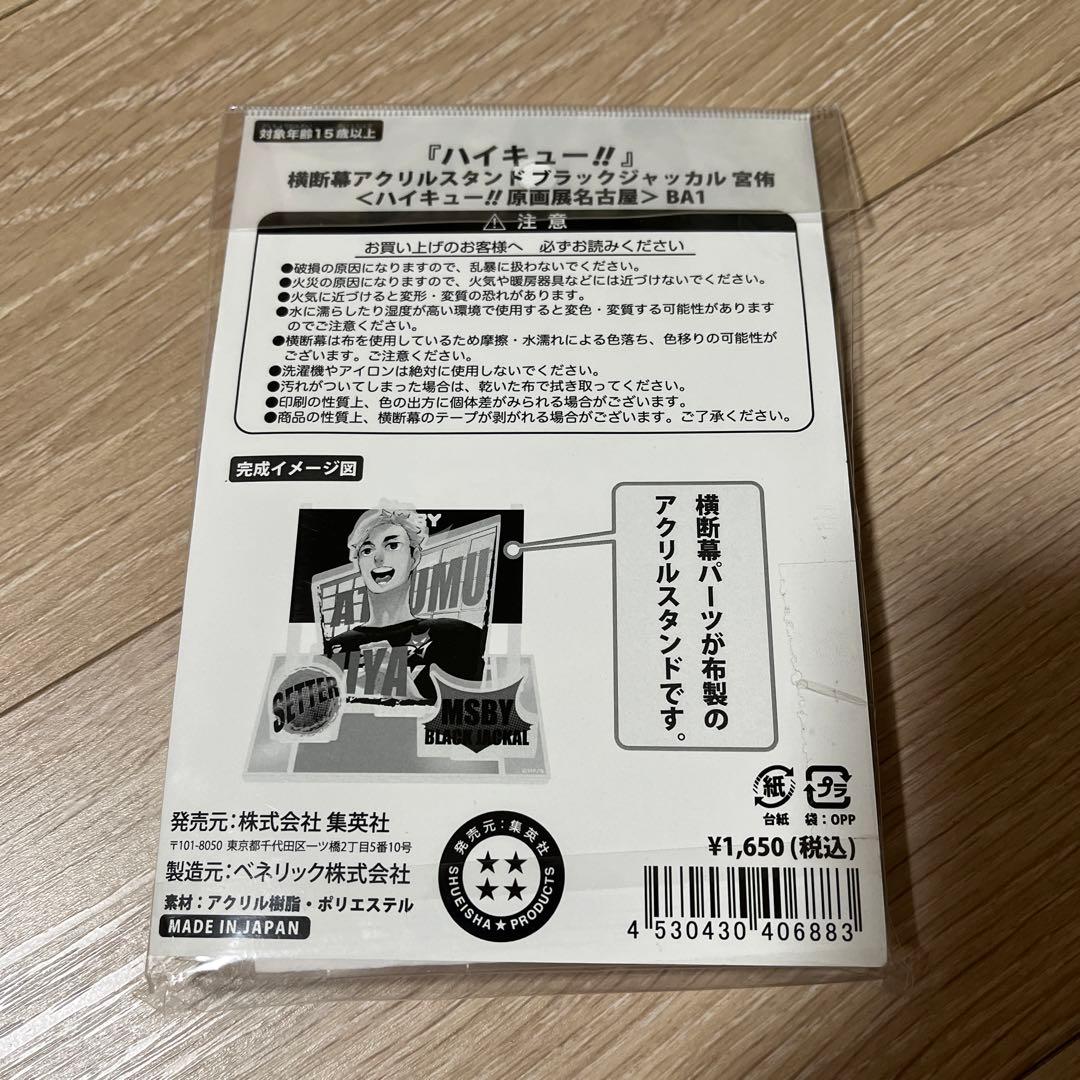 対象年齢15歳以上
『ハイキュー!!』
横断幕アクリルスタンド ブラックジャッカル 宮侑
＜ハイキュー!! 原画展名古屋＞ BA1
注意
お買い上げのお客様へ 必ずお読みください
●破損の原因になりますので、乱暴に扱わないでください。
●火災の原因になりますので、火気や暖房器具などには近づけないでください。
●火気に近づけると変形・変質の恐れがあります。
●水に濡らしたり湿度が高い環境で使用すると変色・変質する可能性があります
のでご注意ください。
●横断幕は布を使用しているため摩擦・水濡れによる色落ち、色移りの可能性が
ございます。ご注意ください。
●洗濯機やアイロンは絶対に使用しないでください。
●汚れがついてしまった場合は、乾いた布で拭き取ってください。
●印刷の性質上、色の出方に個体差がみられる場合がございます。
●商品の性質上、横断幕のテープが剥がれる場合がございます。ご了承ください。
完成イメージ図
横断幕パーツが布製の
アクリルスタンドです。
SETTER
MSBY
BLACK JACKAL
紙
台紙
プラ
袋：OPP
発売元：株式会社 集英社
〒101-8050 東京都千代田区一ツ橋2丁目5番10号
製造元：ベネリック株式会社
素材：アクリル樹脂・ポリエステル
MADE IN JAPAN
発売元：集英社
SHUEISHA★PRODUCTS
¥1,650 (税込)
4 530430 406883